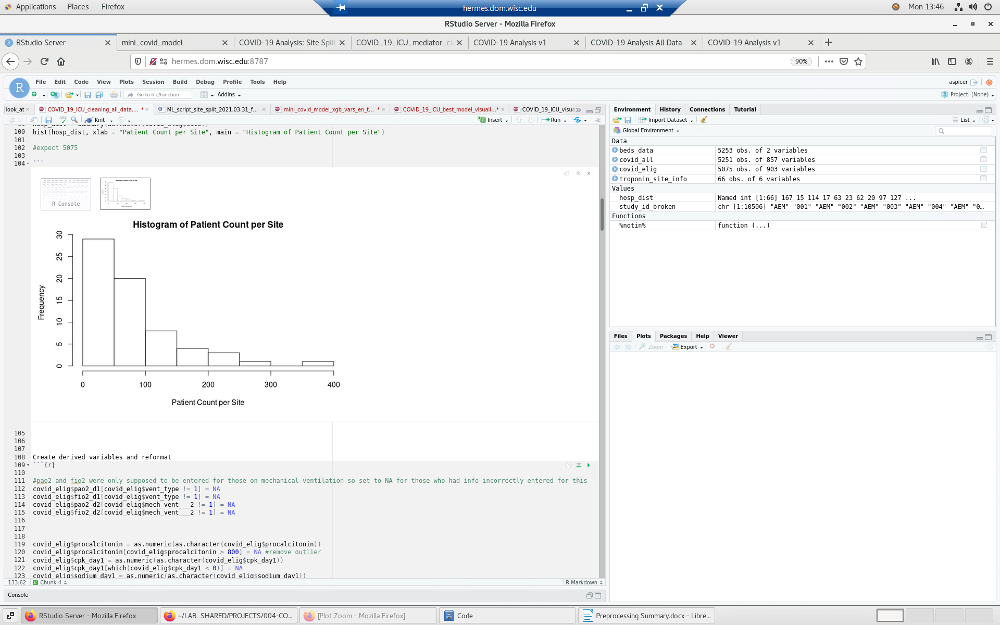 Applications Places Firefox
hermes.dom.wisc.edu
Mon 13:46
RStudio Server - Mozilla Firefox
RStudio Server
mini_covid_model
COVID-19 Analysis: Site Split
COVID_19_ICU_mediator_cl
COVID-19 Analysis v1
COVID-19 Analysis All Data
COVID-19 Analysis v1
hermes.dom.wisc.edu:8787
90%
File Edit Code View Plots Session Build Debug Profile Tools Help
aspicer
Go to file/function
Addins
Project: (None)
look_at
COVID_19_ICU_cleaning_all_data....*
ML_script_site_split_2021.03.31_f...
mini_covid_model_xgb_vars_en_t...*
COVID_19_ICU_best_model_visuali...*
COVID_19_ICU_visua
ABC
Knit
Insert
Run
99 hosp_dist = summary(as.factor(covid_elig$site))
100 hist(hosp_dist, xlab = "Patient Count per Site", main = "Histogram of Patient Count per Site")
101
102 #expect 5075
103
104 ```
R Console
Histogram of Patient Count per Site
Frequency
30
25
20
15
10
5
0
0 100 200 300 400
Patient Count per Site
105
106
107
108 Create derived variables and reformat
109 ```{r}
110
111 #pao2 and fio2 were only supposed to be entered for those on mechanical ventilation so set to NA for those who had info incorrectly entered for this
112 covid_elig$pao2_d1[covid_elig$vent_type != 1] = NA
113 covid_elig$fio2_d1[covid_elig$vent_type != 1] = NA
114 covid_elig$pao2_d2[covid_elig$mech_vent___2 != 1] = NA
115 covid_elig$fio2_d2[covid_elig$mech_vent___2 != 1] = NA
116
117
118
119 covid_elig$procalcitonin = as.numeric(as.character(covid_elig$procalcitonin))
120 covid_elig$procalcitonin[covid_elig$procalcitonin > 800] = NA #remove outlier
121 covid_elig$cpk_day1 = as.numeric(as.character(covid_elig$cpk_day1))
122 covid_elig$cpk_day1[which(covid_elig$cpk_day1 < 0)] = NA
123 covid_elig$sodium_day1 = as.numeric(as.character(covid_elig$sodium_day1))
133:62 Chunk 4 R Markdown
Console
Environment History Connections Tutorial
Import Dataset
List
Global Environment
Data
beds_data 5253 obs. of 2 variables
covid_all 5251 obs. of 857 variables
covid_elig 5075 obs. of 903 variables
troponin_site_info 66 obs. of 6 variables
Values
hosp_dist Named int [1:66] 167 15 114 17 63 23 62 20 97 127 ...
study_id_broken chr [1:10506] "AEM" "001" "AEM" "002" "AEM" "003" "AEM" "004" "AEM" "0…
Functions
%notin% function (...)
Files Plots Packages Help Viewer
Zoom Export
RStudio Server - Mozilla Firefox
~/LAB_SHARED/PROJECTS/004-CO...
[Plot Zoom - Mozilla Firefox]
Code
Preprocessing Summary.docx - Libre...